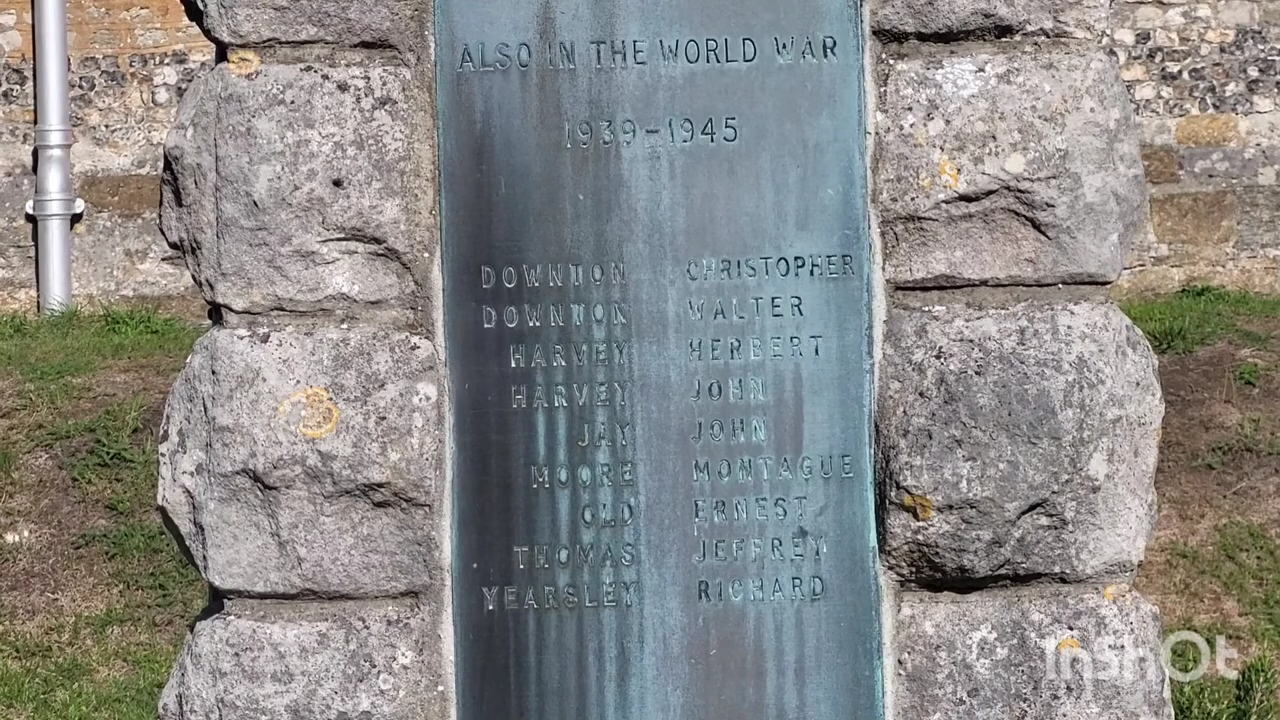 ALSO IN THE WORLD WAR
1939-1945
DOWNTON CHRISTOPHER
DOWNTON WALTER
HARVEY HERBERT
HARVEY JOHN
JAY JOHN
MOORE MONTAGUE
OLD ERNEST
THOMAS JEFFREY
YEARSLEY RICHARD
InShOt